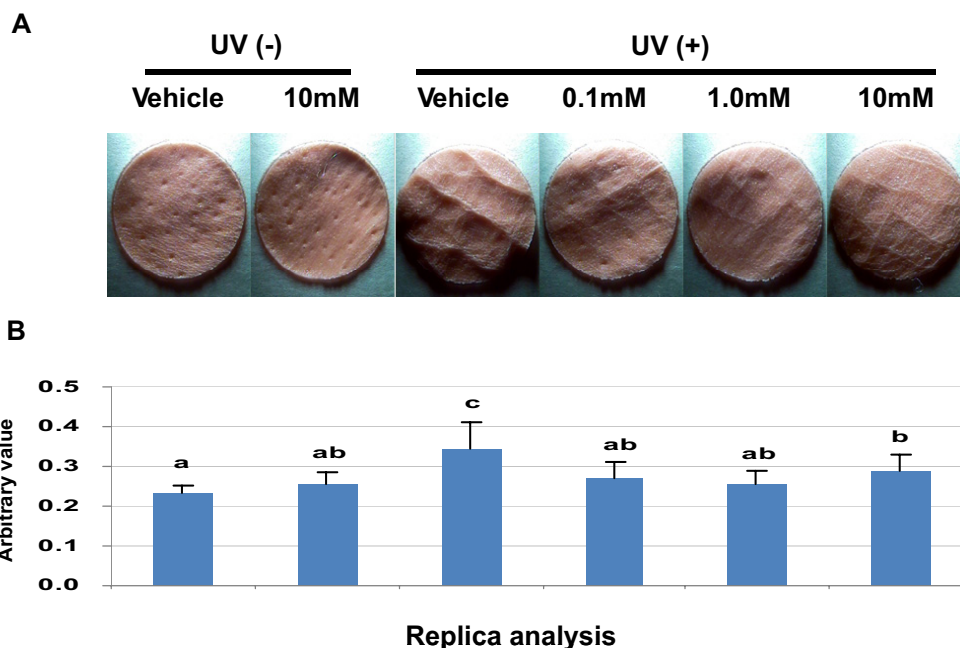 A
UV (-) UV (+)
Vehicle 10mM Vehicle 0.1mM 1.0mM 10mM
B
0.5
0.4
0.3
0.2
0.1
0.0
Arbitrary value
a ab c ab ab b
Replica analysis